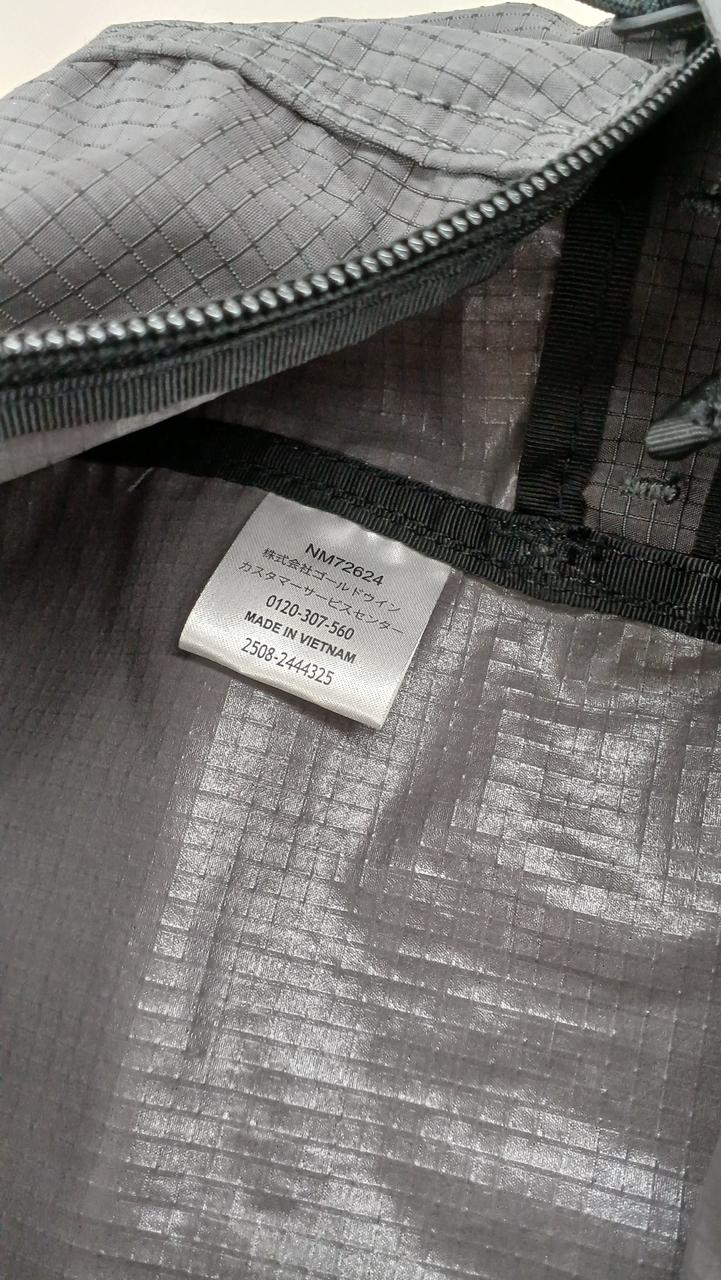 NM72624
株式会社ゴールドウイン
カスタマーサービスセンター
0120-307-560
MADE IN VIETNAM
2508-2444325